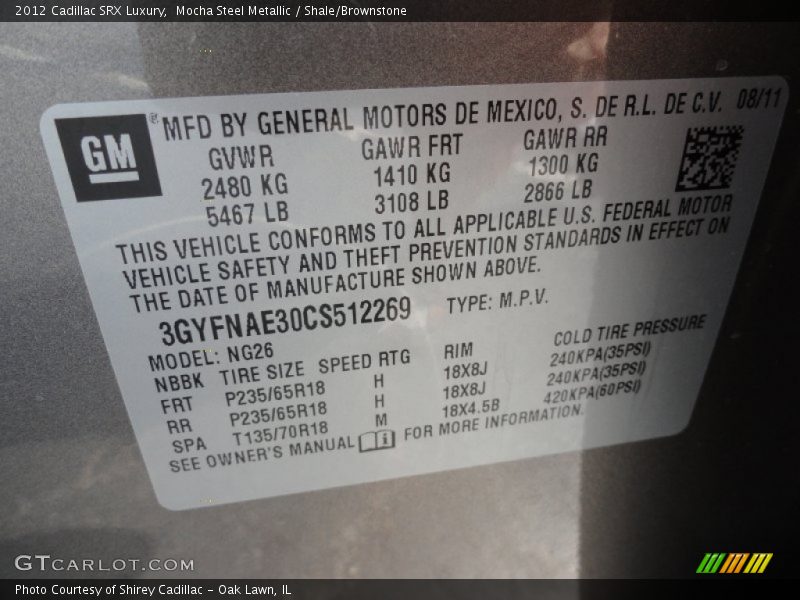 2012 Cadillac SRX Luxury,  Mocha Steel Metallic / Shale/Brownstone
GM ® MFD BY GENERAL MOTORS DE MEXICO, S. DE R.L. DE C.V. 08/11
GVWR GAWR FRT GAWR RR
2480 KG 1410 KG 1300 KG
5467 LB 3108 LB 2866 LB
THIS VEHICLE CONFORMS TO ALL APPLICABLE U.S. FEDERAL MOTOR
VEHICLE SAFETY AND THEFT PREVENTION STANDARDS IN EFFECT ON
THE DATE OF MANUFACTURE SHOWN ABOVE.
3GYFNAE30CS512269 TYPE: M.P.V.
MODEL: NG26
NBBK TIRE SIZE SPEED RTG RIM COLD TIRE PRESSURE
FRT P235/65R18 H 18X8J 240KPA(35PSI)
RR P235/65R18 H 18X8J 240KPA(35PSI)
SPA T135/70R18 M 18X4.5B 420KPA(60PSI)
SEE OWNER'S MANUAL i FOR MORE INFORMATION.
GTCARLOT.COM
Photo Courtesy of Shirey Cadillac - Oak Lawn, IL